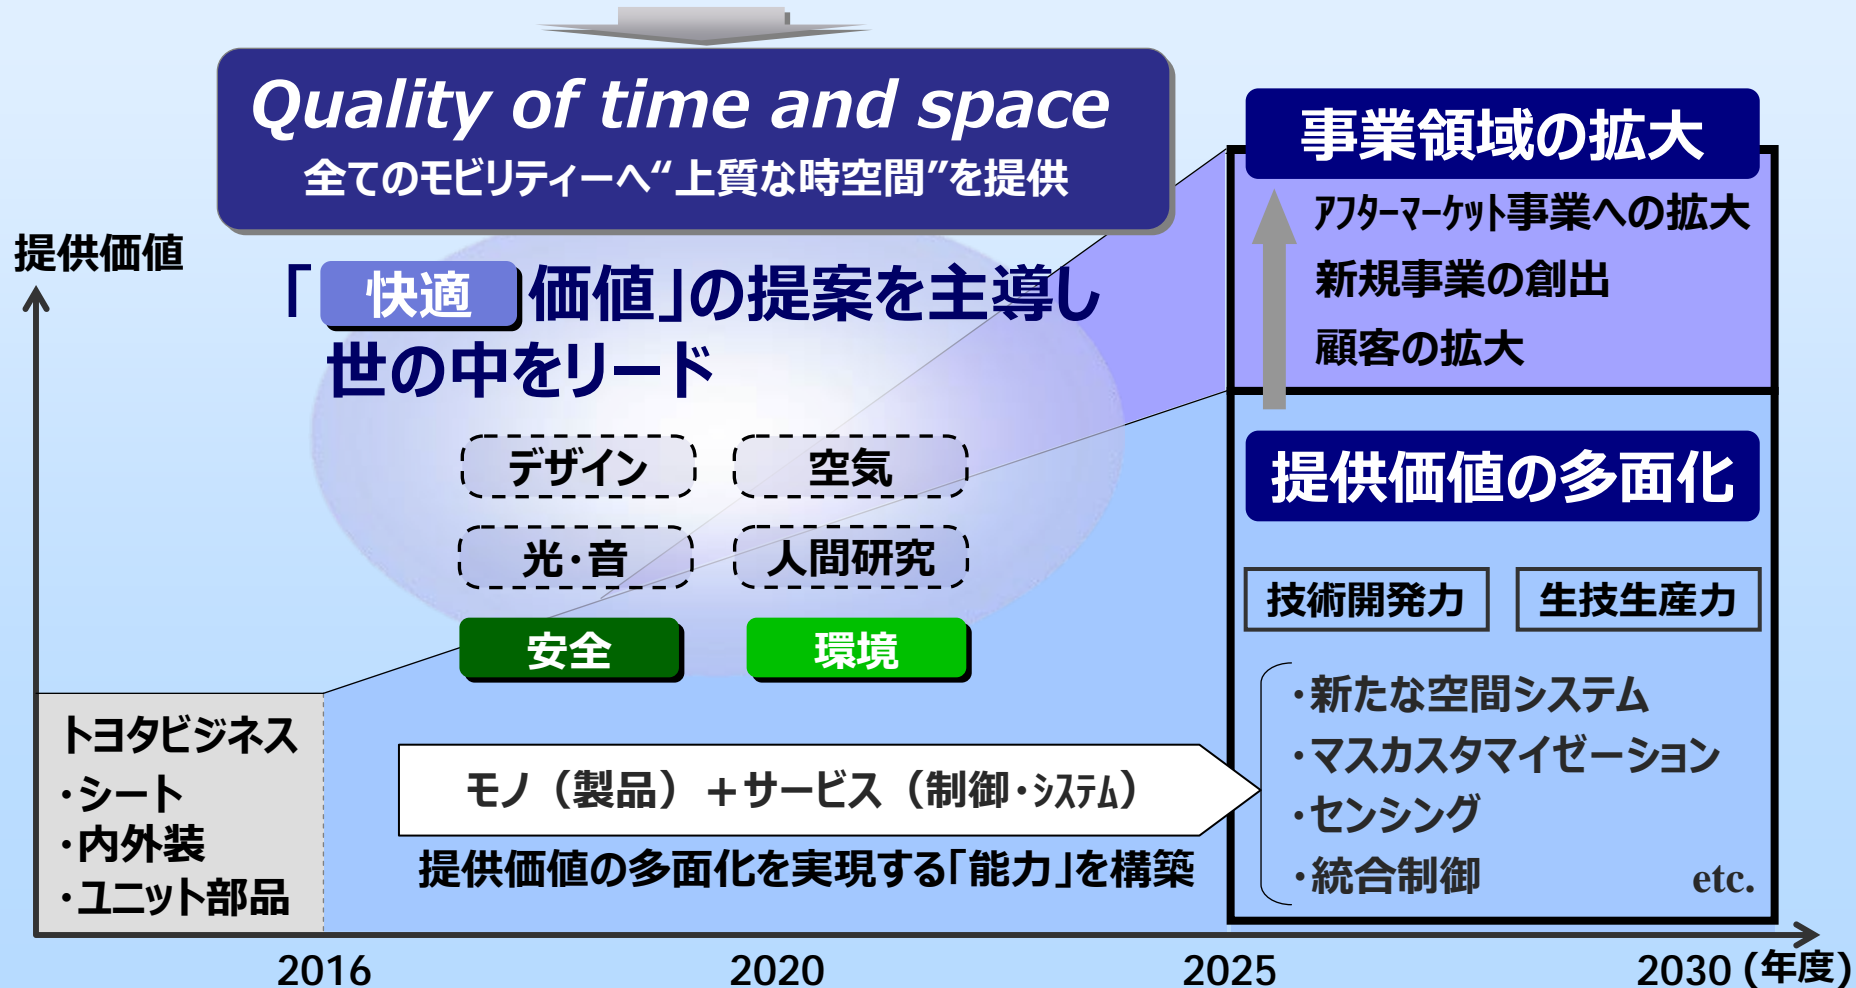 Quality of time and space
全てのモビリティーへ“上質な時空間”を提供
提供価値
「快適価値」の提案を主導し
世の中をリード
デザイン
空気
光・音
人間研究
安全
環境
事業領域の拡大
アフターマーケット事業への拡大
新規事業の創出
顧客の拡大
提供価値の多面化
技術開発力
生技生産力
・新たな空間システム
・マスカスタマイゼーション
・センシング
・統合制御
etc.
トヨタビジネス
・シート
・内外装
・ユニット部品
モノ（製品）+サービス（制御・システム）
提供価値の多面化を実現する「能力」を構築
2016
2020
2025
2030 (年度)